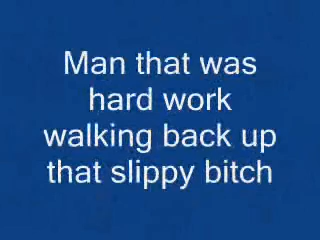 Man that was
hard work
walking back up
that slippy bitch